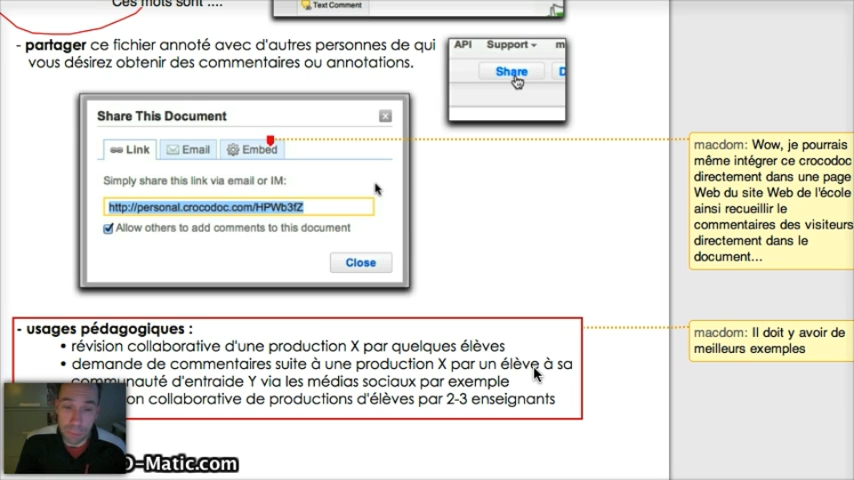 Ces mots sont ....
Text Comment
- partager ce fichier annoté avec d'autres personnes de qui
vous désirez obtenir des commentaires ou annotations.
API Support
Share
Share This Document
Link Email Embed
Simply share this link via email or IM:
http://personal.crocodoc.com/HPWb3fZ
Allow others to add comments to this document
Close
macdom: Wow, je pourrais
même intégrer ce crocodoc
directement dans une page
Web du site Web de l'école
ainsi recueillir le
commentaires des visiteurs
directement dans le
document...
- usages pédagogiques :
• révision collaborative d'une production X par quelques élèves
• demande de commentaires suite à une production X par un élève à sa
communauté d'entraide Y via les médias sociaux par exemple
collaborative de productions d'élèves par 2-3 enseignants
macdom: Il doit y avoir de
meilleurs exemples
-Matic.com